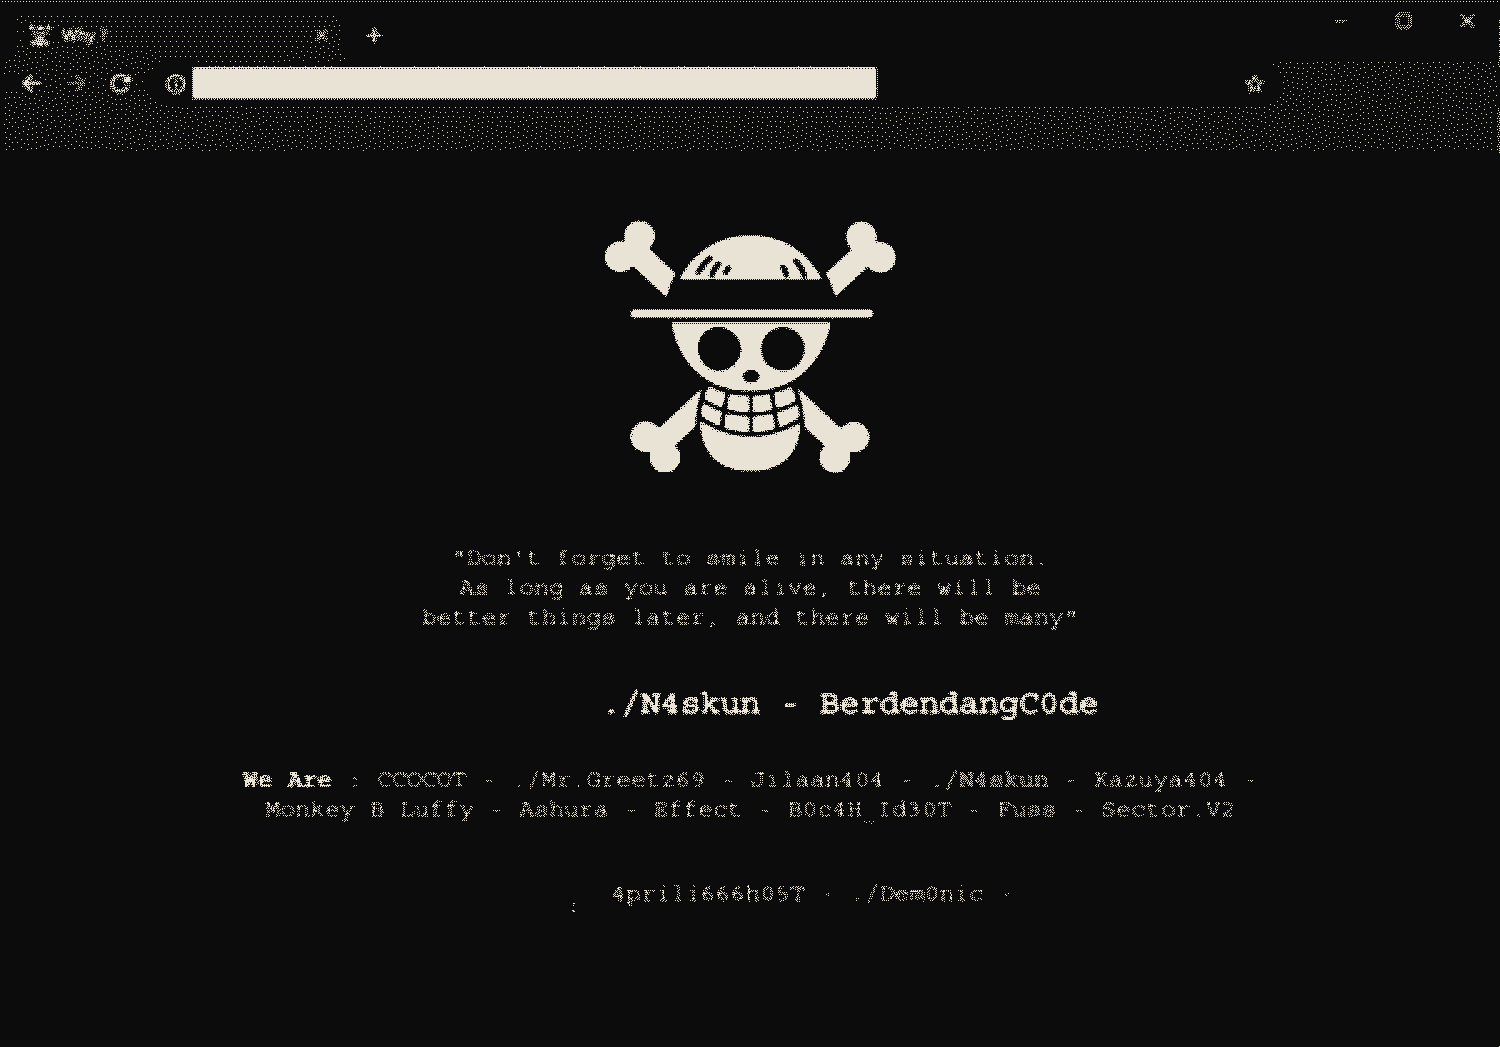 Why ?
"Don't forget to smile in any situation.
As long as you are alive, there will be
better things later, and there will be many"
./N4skun - BerdendangC0de
We Are : CCOCOT - ./Mr.Greetz69 - Jilaan404 - ./N4skun - Kazuya404 -
Monkey B Luffy - Ashura - Effect - B0c4H_Id30T - Fuss - Sector.V2
: 4prili666h05T - ./Dem0nic -